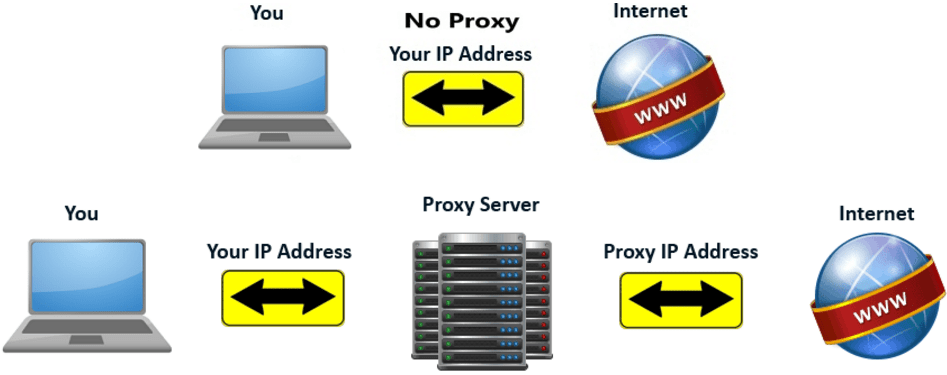 You
No Proxy
Internet
Your IP Address
WWW
You
Proxy Server
Internet
Your IP Address
Proxy IP Address
WWW